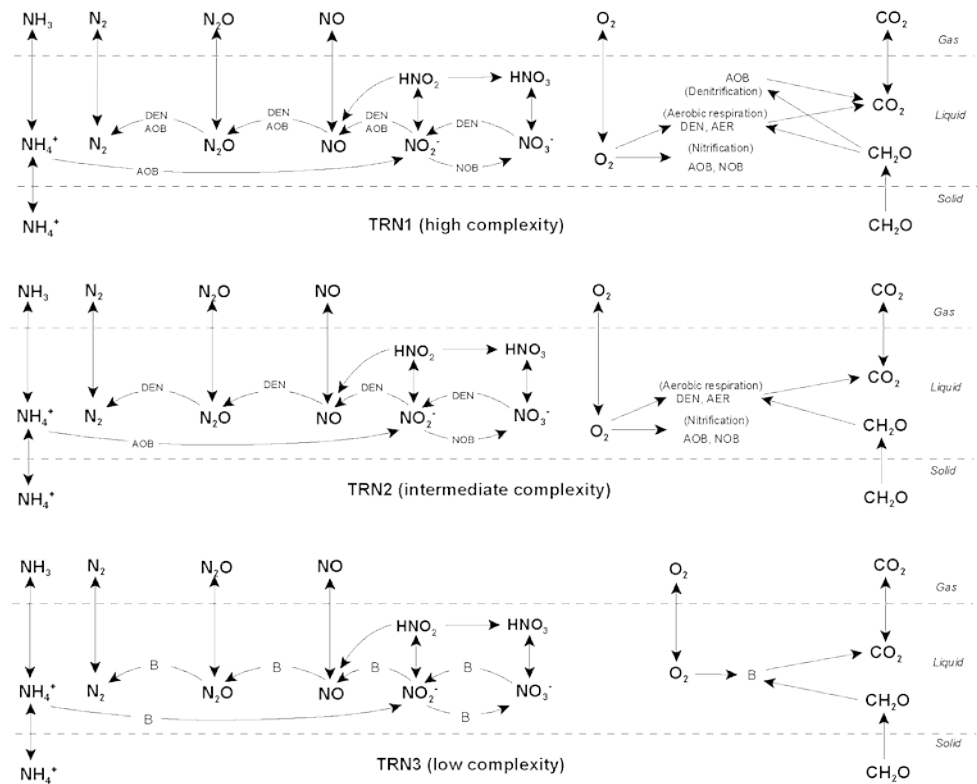 NH₃ N₂ N₂O NO O₂ CO₂
Gas
HNO₂ HNO₃
AOB
(Denitrification)
CO₂
Liquid
DEN DEN DEN DEN
AOB AOB AOB
(Aerobic respiration)
DEN, AER
NH₄⁺ N₂ N₂O NO NO₂⁻ NO₃⁻
O₂
(Nitrification)
AOB, NOB
CH₂O
AOB NOB
Solid
NH₄⁺
TRN1 (high complexity)
CH₂O
NH₃ N₂ N₂O NO O₂ CO₂
Gas
HNO₂ HNO₃
CO₂
Liquid
DEN DEN DEN DEN
(Aerobic respiration)
DEN, AER
NH₄⁺ N₂ N₂O NO NO₂⁻ NO₃⁻
O₂
(Nitrification)
AOB, NOB
CH₂O
AOB NOB
Solid
NH₄⁺
TRN2 (intermediate complexity)
CH₂O
NH₃ N₂ N₂O NO O₂ CO₂
Gas
HNO₂ HNO₃
CO₂
Liquid
B B B B
O₂ B
NH₄⁺ N₂ N₂O NO NO₂⁻ NO₃⁻
CH₂O
B B
Solid
NH₄⁺
TRN3 (low complexity)
CH₂O